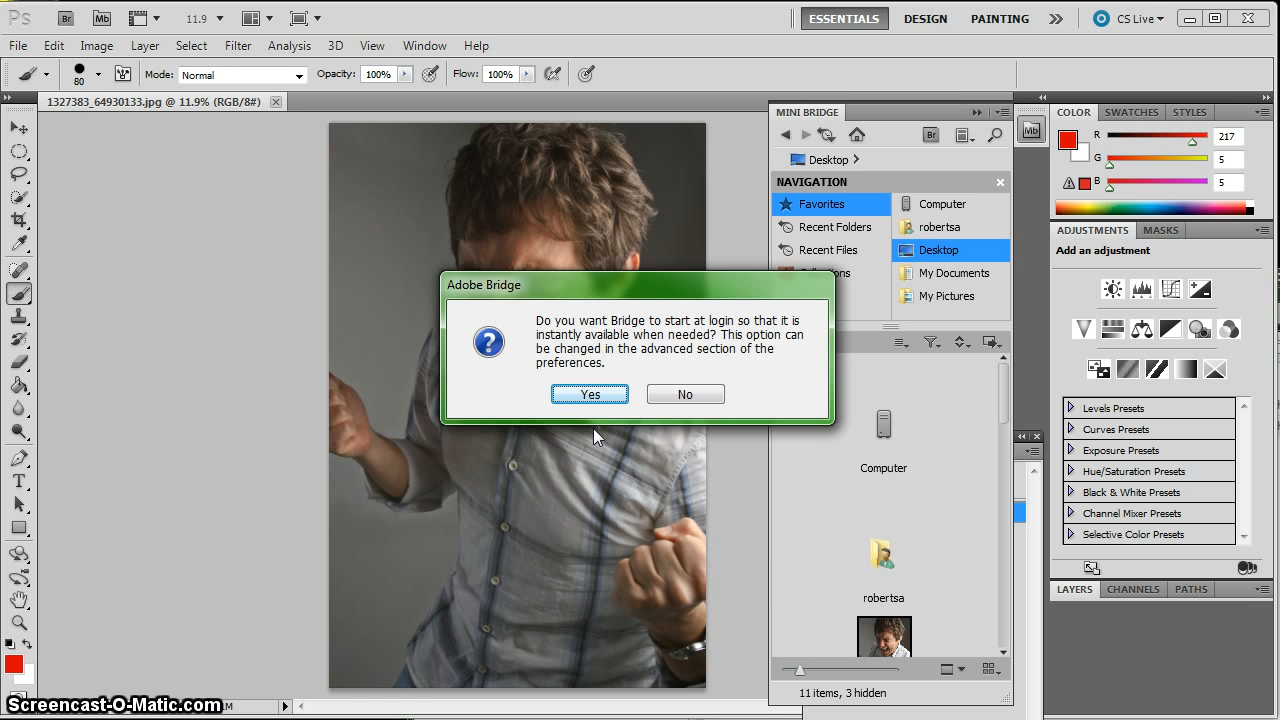 Ps Br Mb 11.9 ESSENTIALS DESIGN PAINTING CS Live
File Edit Image Layer Select Filter Analysis 3D View Window Help
80 Mode: Normal Opacity: 100% Flow: 100%
1327383_64930133.jpg @ 11.9% (RGB/8#)
MINI BRIDGE
Br
Desktop
NAVIGATION
Favorites
Recent Folders
Recent Files
Computer
robertsa
Desktop
My Documents
My Pictures
Adobe Bridge
Do you want Bridge to start at login so that it is
instantly available when needed? This option can
be changed in the advanced section of the
preferences.
Yes No
Computer
robertsa
11 items, 3 hidden
Mb
COLOR SWATCHES STYLES
R 217
G 5
B 5
ADJUSTMENTS MASKS
Add an adjustment
Levels Presets
Curves Presets
Exposure Presets
Hue/Saturation Presets
Black & White Presets
Channel Mixer Presets
Selective Color Presets
LAYERS CHANNELS PATHS
Screencast-O-Matic.com